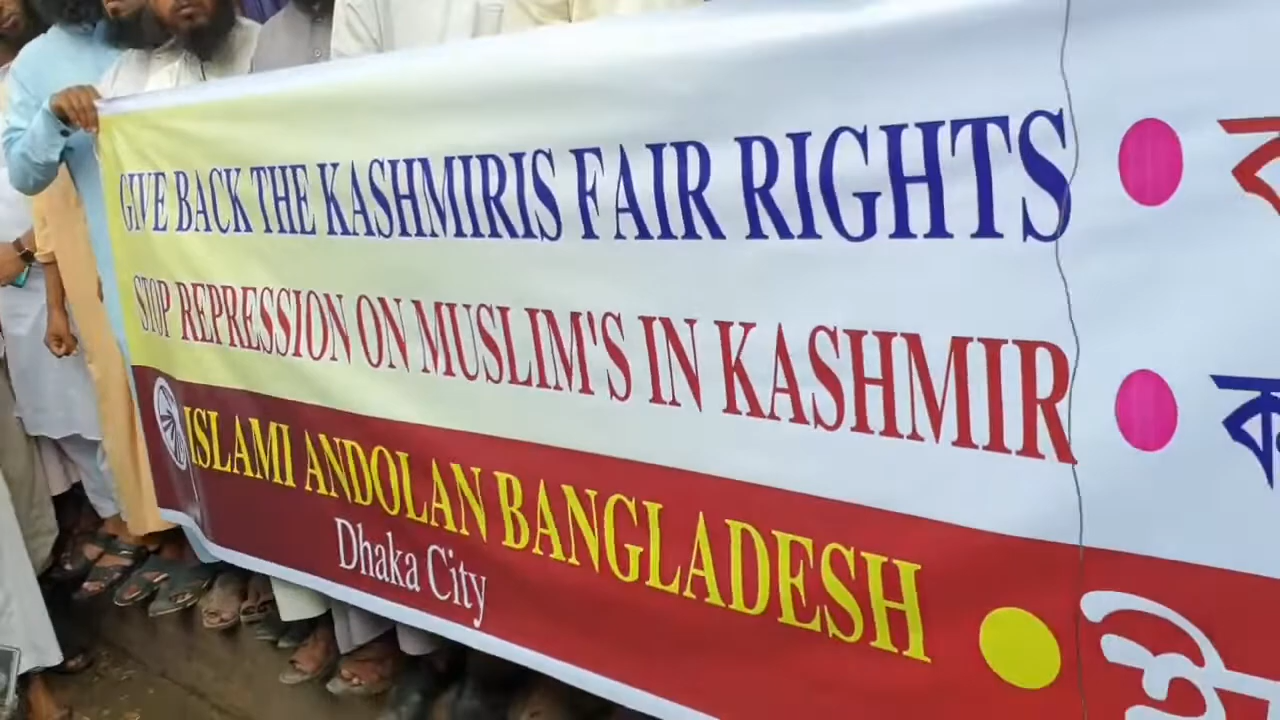 GIVE BACK THE KASHMIRIS FAIR RIGHTS
STOP REPRESSION ON MUSLIM'S IN KASHMIR
ISLAMI ANDOLAN BANGLADESH
Dhaka City